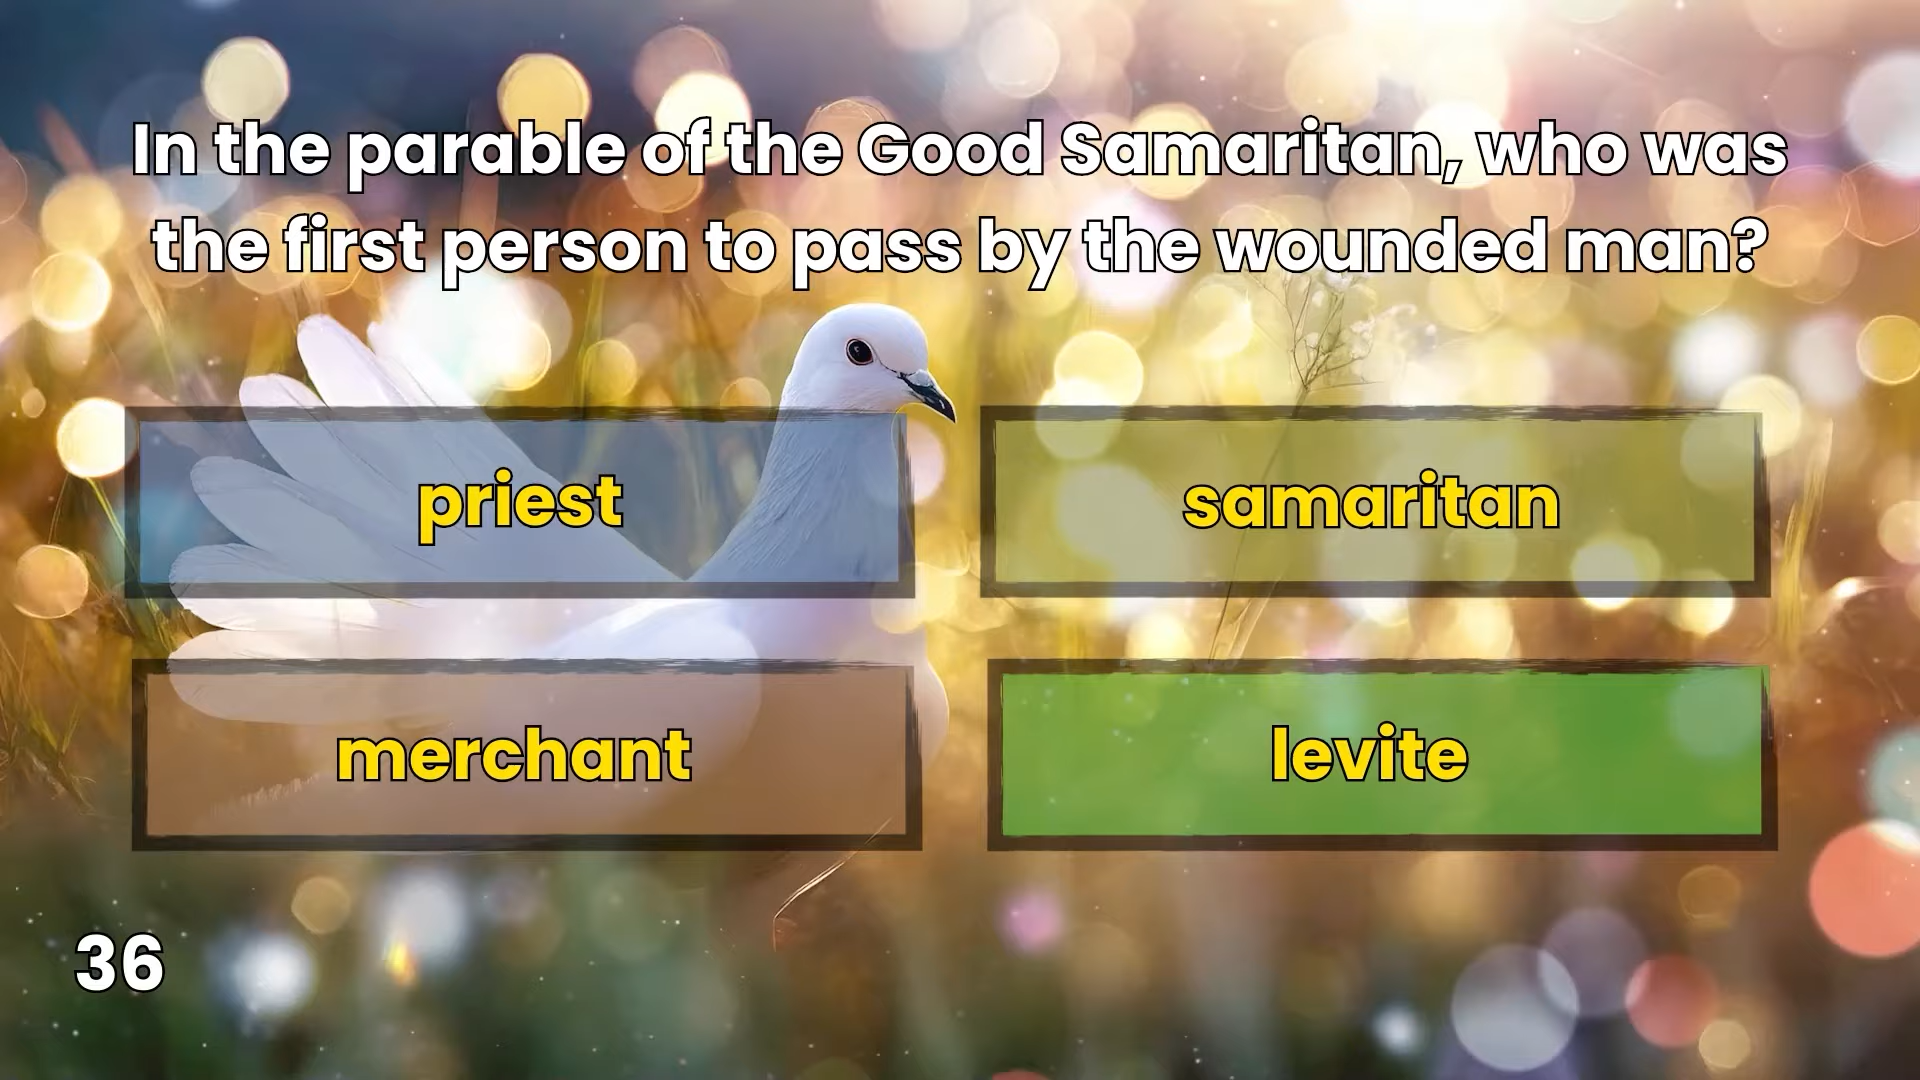 In the parable of the Good Samaritan, who was
the first person to pass by the wounded man?
priest
samaritan
merchant
levite
36